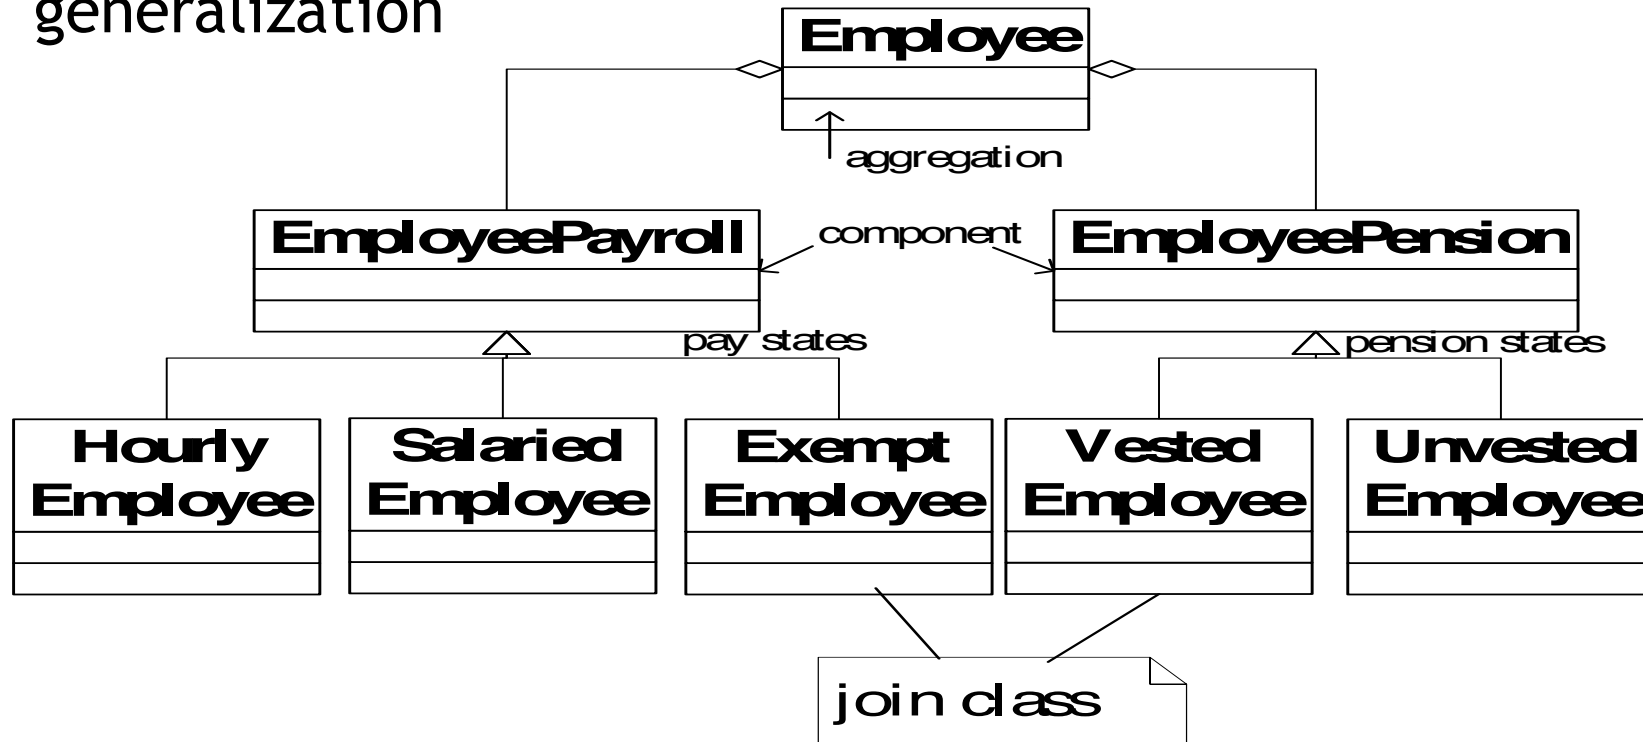 generalization
Employee
aggregation
EmployeePayroll
component
EmployeePension
pay states
pension states
Hourly
Employee
Salaried
Employee
Exempt
Employee
Vested
Employee
Unvested
Employee
join class